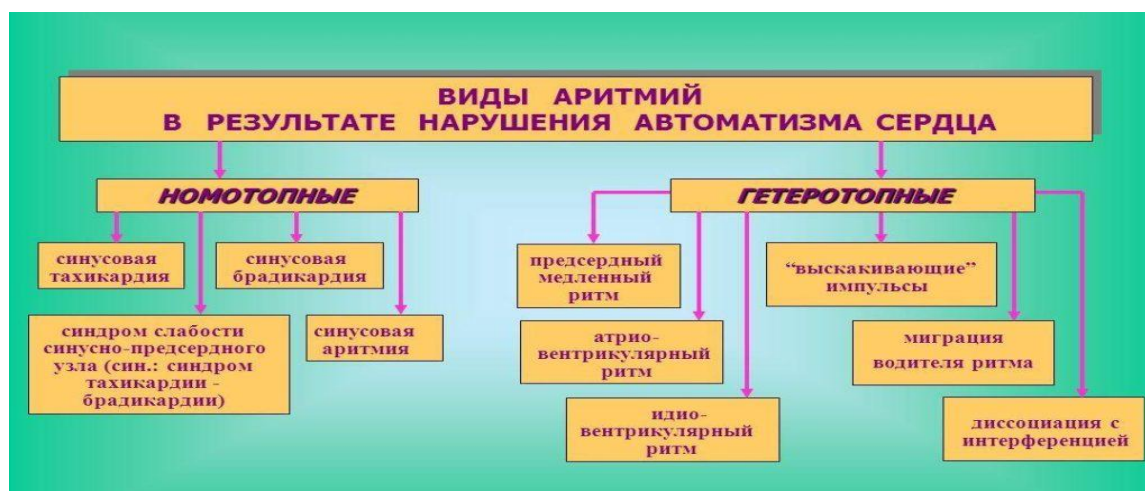 ВИДЫ АРИТМИЙ
В РЕЗУЛЬТАТЕ НАРУШЕНИЯ АВТОМАТИЗМА СЕРДЦА
НОМОТОПНЫЕ
синусовая
тахикардия
синусовая
брадикардия
синдром слабости
синусно-предсердного
узла (син.: синдром
тахикардии -
брадикардии)
синусовая
аритмия
ГЕТЕРОТОПНЫЕ
предсердный
медленный
ритм
“выскакивающие”
импульсы
атрио-
вентрикулярный
ритм
миграция
водителя ритма
идио-
вентрикулярный
ритм
диссоциация с
интерференцией